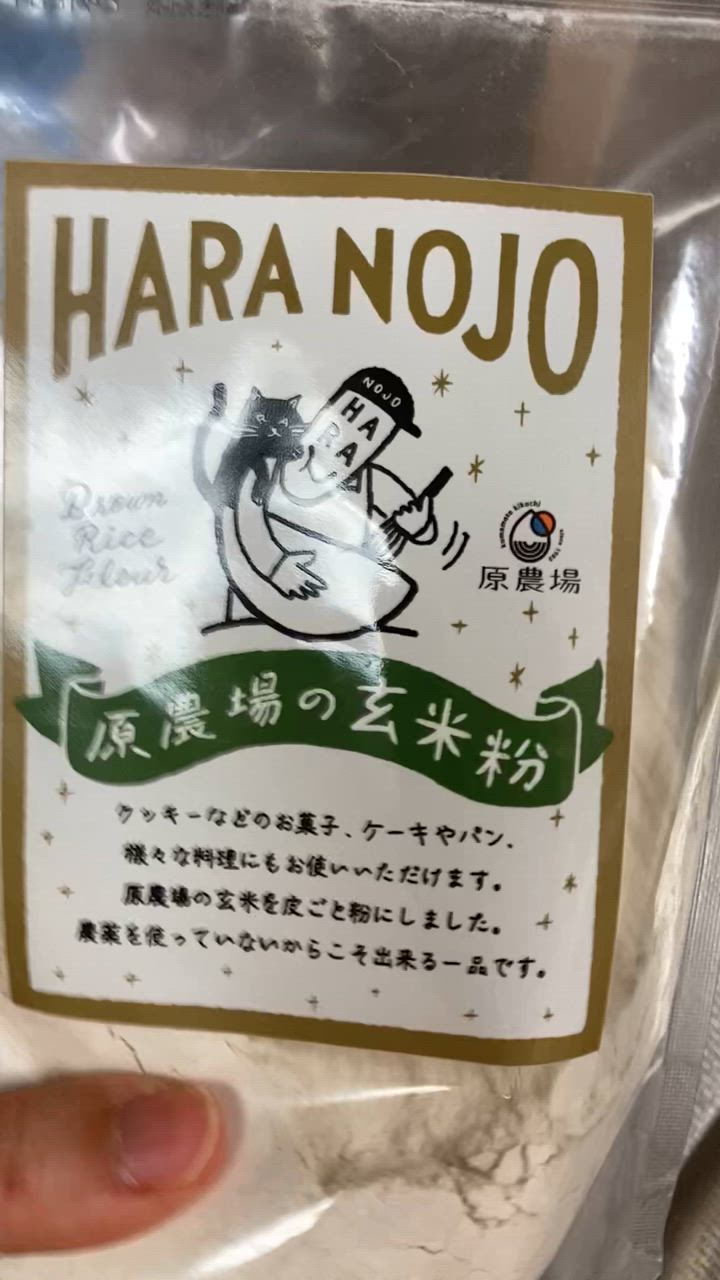 HARA NOJO
NOJO
HARA
Brown
Rice
Flour
kumamoto kikuchi
原農場
原農場の玄米粉
クッキーなどのお菓子、ケーキやパン、
様々な料理にもお使いいただけます。
原農場の玄米を皮ごと粉にしました。
農薬を使っていないからこそ出来る一品です。